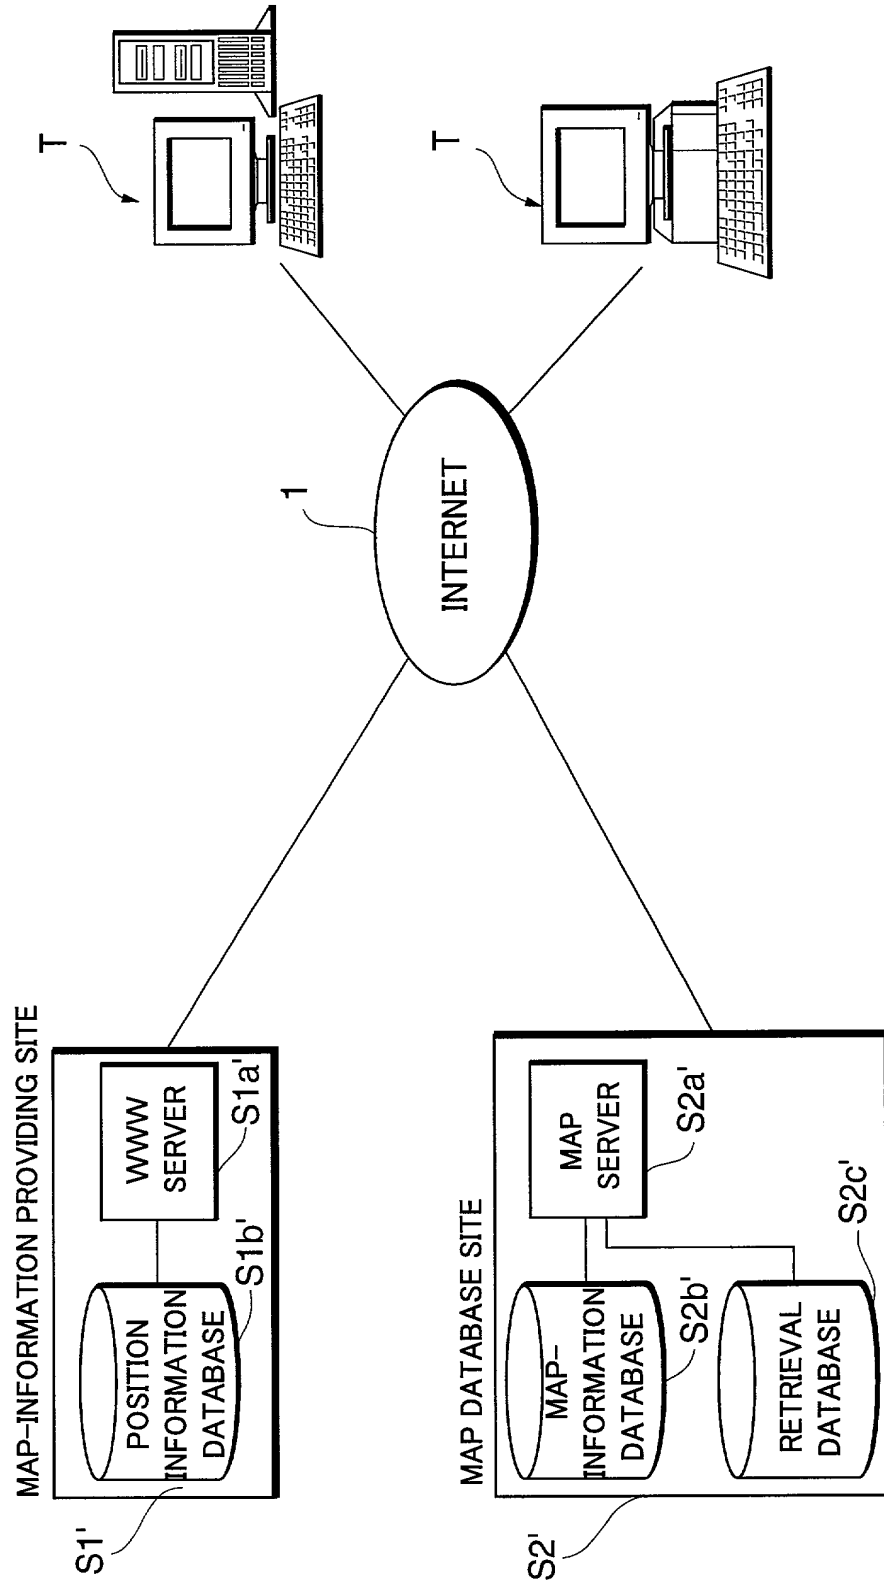 MAP-INFORMATION PROVIDING SITE
S1'
POSITION
INFORMATION
DATABASE
S1b'
WWW
SERVER
S1a'
MAP DATABASE SITE
S2'
MAP-
INFORMATION
DATABASE
S2b'
MAP
SERVER
S2a'
RETRIEVAL
DATABASE
S2c'
1
INTERNET
T
T